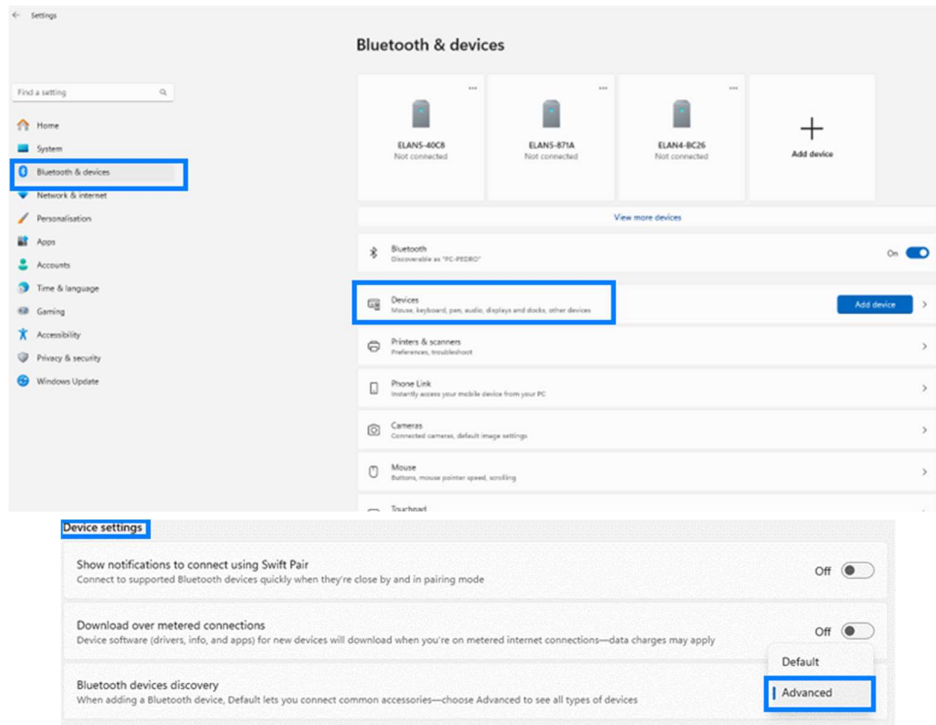 Settings
Bluetooth & devices
Find a setting
Home
System
Bluetooth & devices
Network & internet
Personalisation
Apps
Accounts
Time & language
Gaming
Accessibility
Privacy & security
Windows Update
ELAN5-40C8
Not connected
ELAN5-871A
Not connected
ELAN4-BC26
Not connected
Add device
View more devices
Bluetooth
Discoverable as "PC-PEDRO"
On
Devices
Mouse, keyboard, pen, audio, displays and docks, other devices
Add device
Printers & scanners
Preferences, troubleshoot
Phone Link
Instantly access your mobile device from your PC
Cameras
Connected cameras, default image settings
Mouse
Buttons, mouse pointer speed, scrolling
Touchpad
Device settings
Show notifications to connect using Swift Pair
Connect to supported Bluetooth devices quickly when they're close by and in pairing mode
Off
Download over metered connections
Device software (drivers, info, and apps) for new devices will download when you're on metered internet connections—data charges may apply
Off
Bluetooth devices discovery
When adding a Bluetooth device, Default lets you connect common accessories—choose Advanced to see all types of devices
Default
Advanced